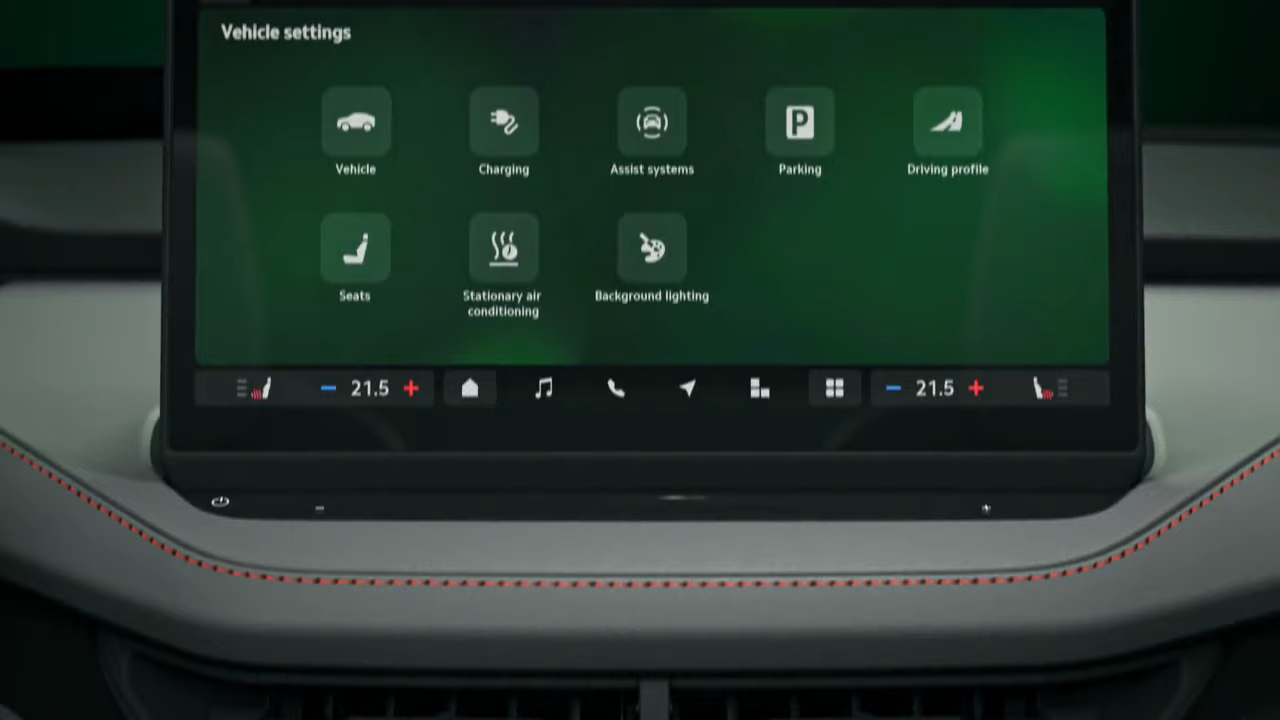 Vehicle settings
P
Vehicle
Charging
Assist systems
Parking
Driving profile
Seats
Stationary air
conditioning
Background lighting
21.5
21.5